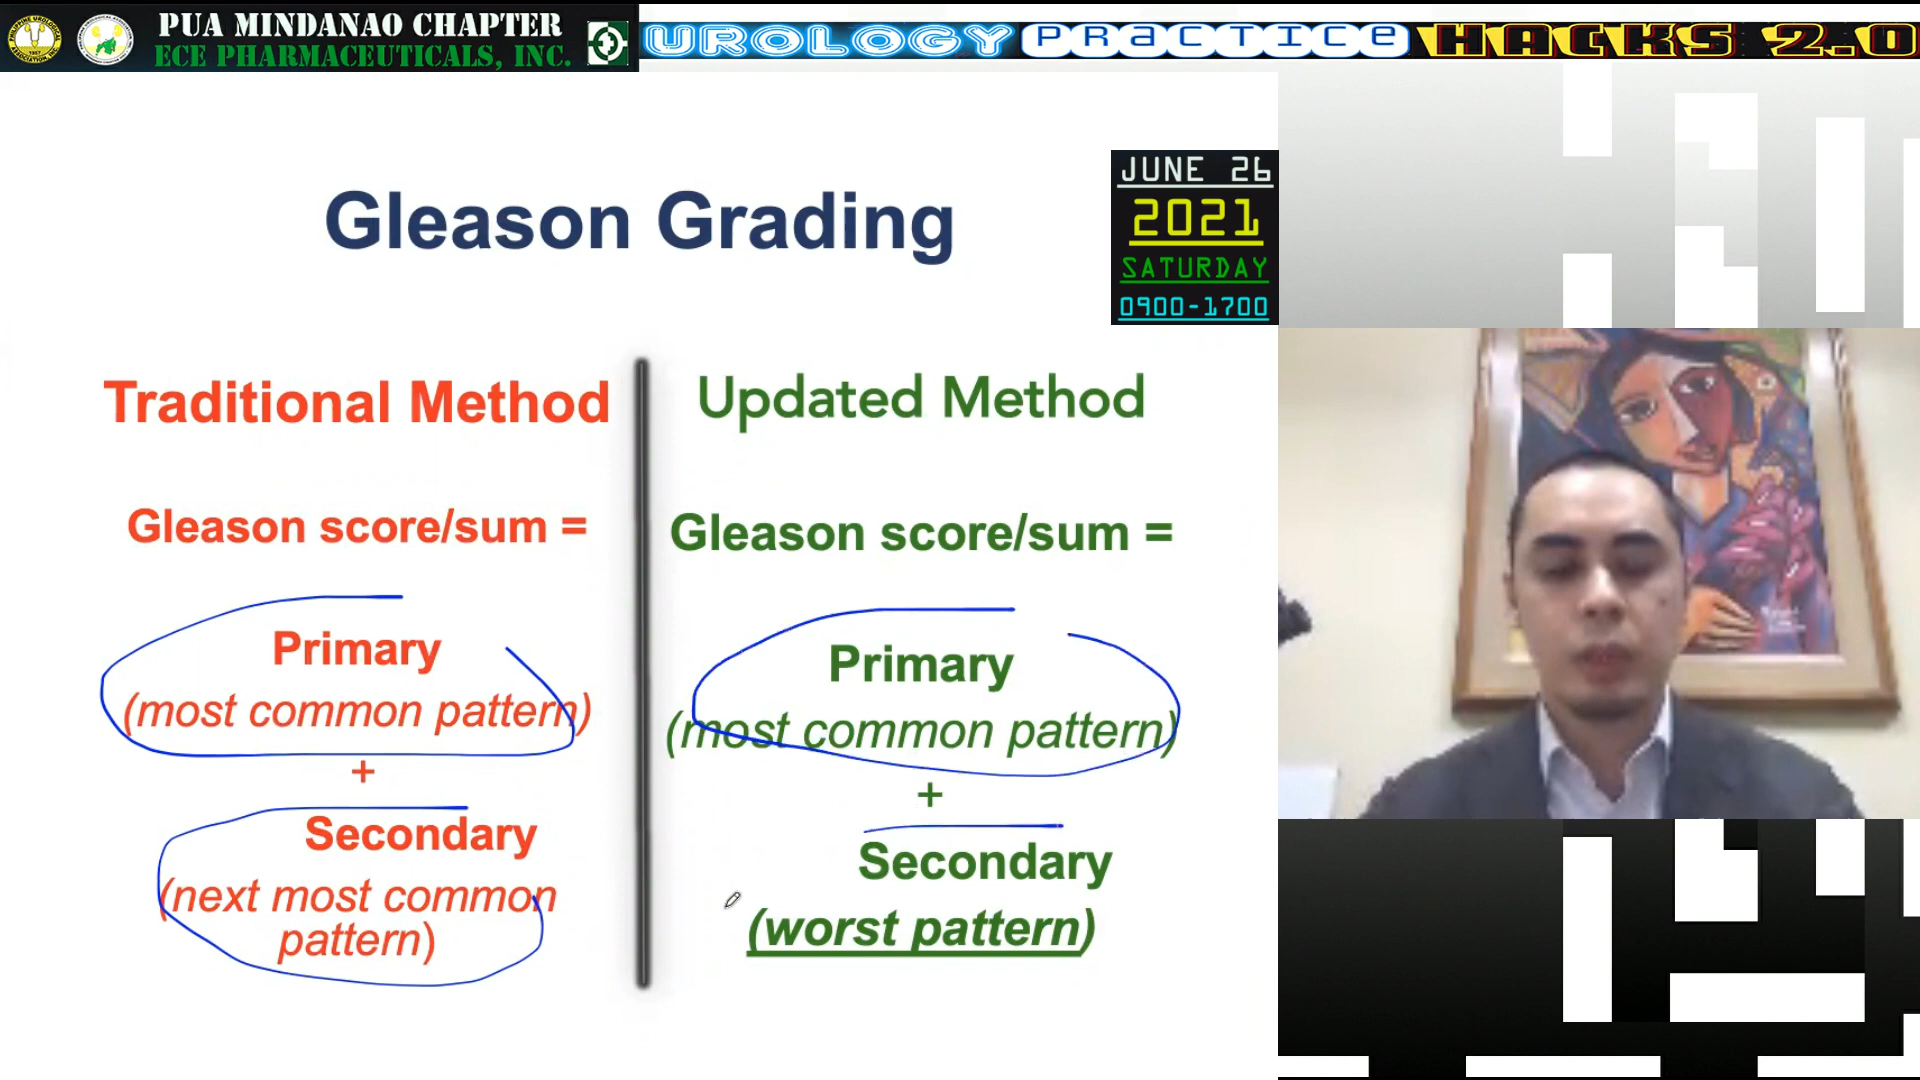 PUA MINDANAO CHAPTER
ECE PHARMACEUTICALS, INC.
UROLOGY PRACTICE HACKS 2.0
JUNE 26
2021
SATURDAY
0900-1700
Gleason Grading
Traditional Method
Gleason score/sum =
Primary
(most common pattern)
+
Secondary
(next most common
pattern)
Updated Method
Gleason score/sum =
Primary
(most common pattern)
+
Secondary
(worst pattern)